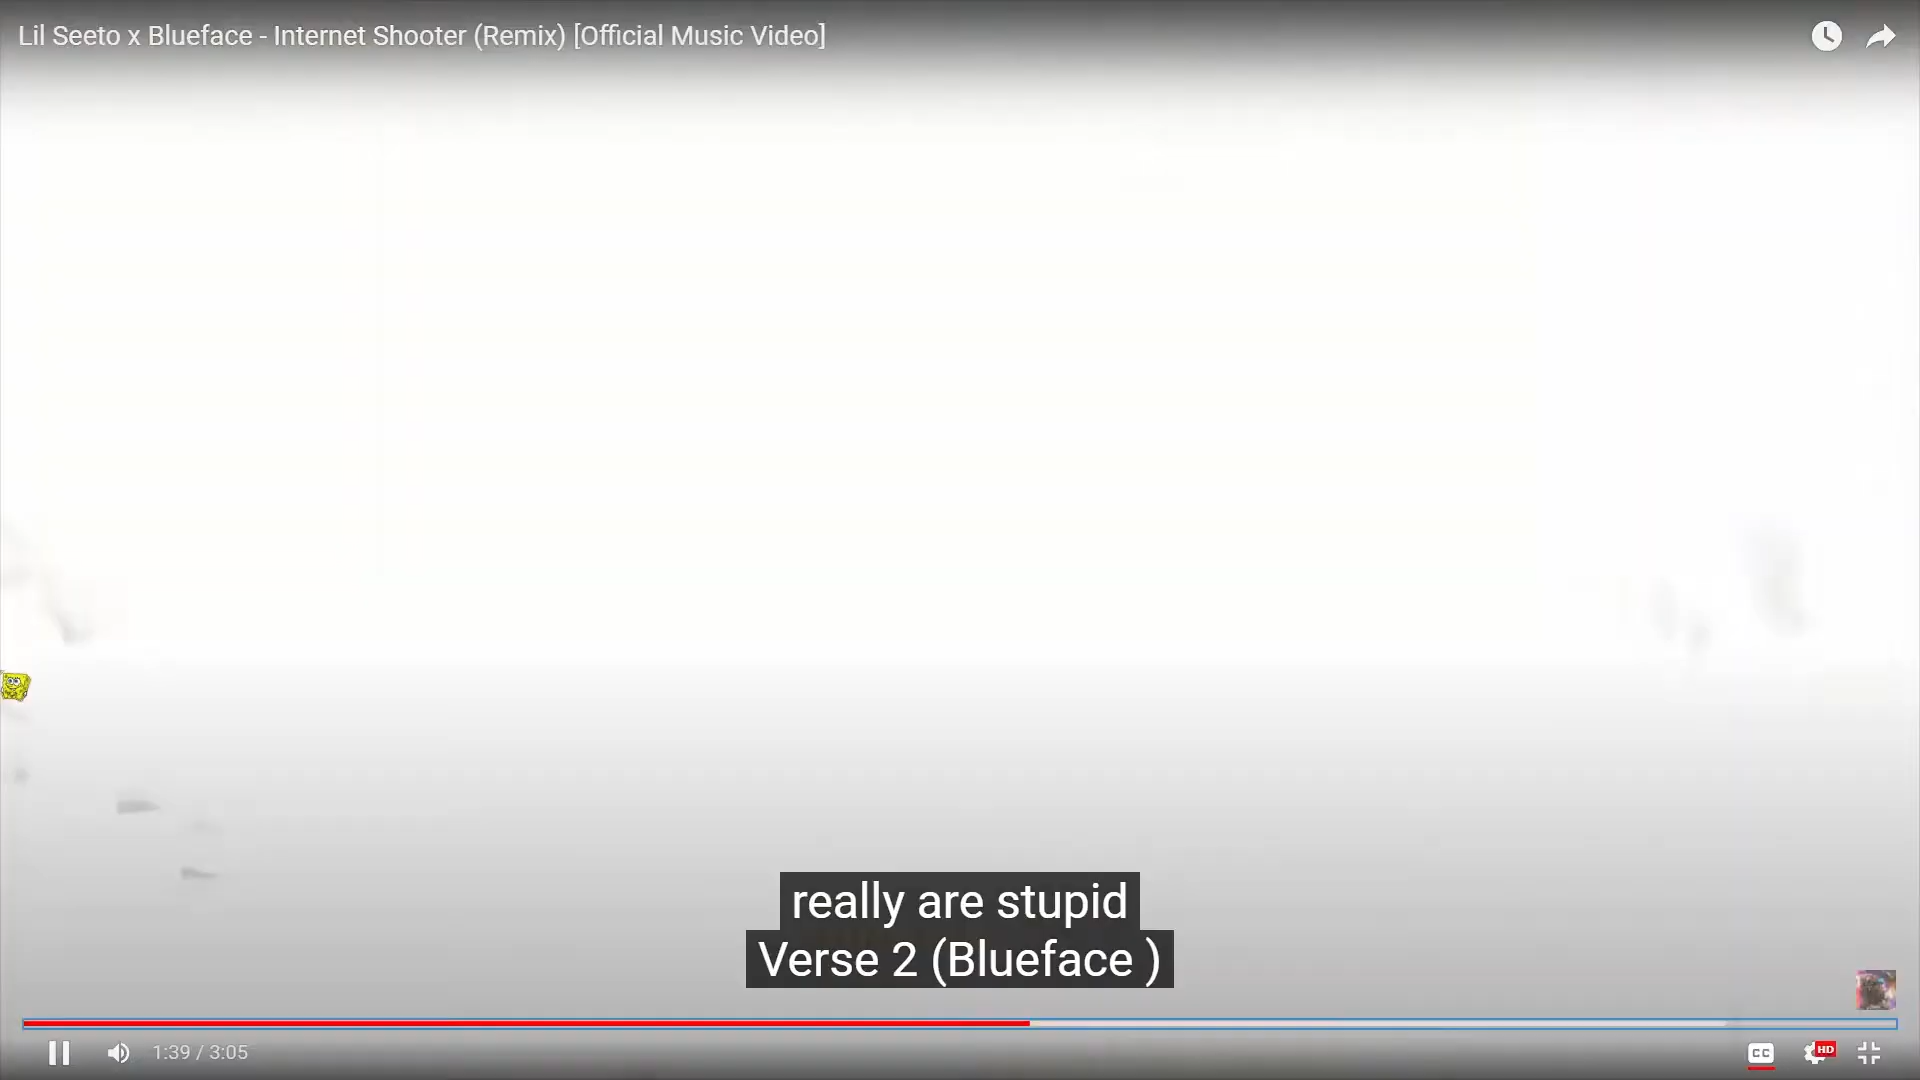 Lil Seeto x Blueface - Internet Shooter (Remix) [Official Music Video]
really are stupid
Verse 2 (Blueface )
1:39 / 3:05
CC
HD